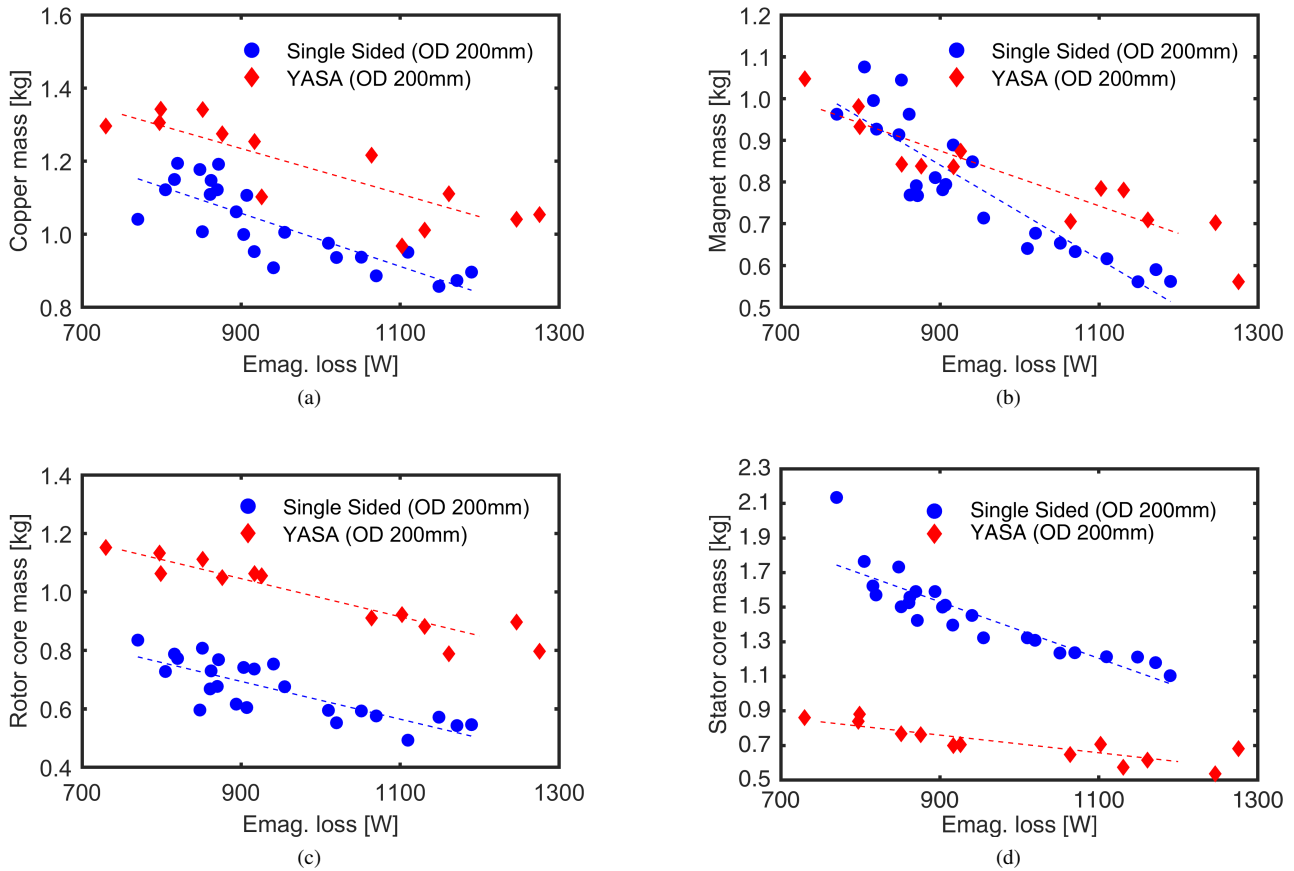 1.6
1.4
1.2
1.0
0.8
Copper mass [kg]
Single Sided (OD 200mm)
YASA (OD 200mm)
700 900 1100 1300
Emag. loss [W]
(a)
1.2
1.1
1.0
0.9
0.8
0.7
0.6
0.5
Magnet mass [kg]
Single Sided (OD 200mm)
YASA (OD 200mm)
700 900 1100 1300
Emag. loss [W]
(b)
1.4
1.2
1.0
0.8
0.6
0.4
Rotor core mass [kg]
Single Sided (OD 200mm)
YASA (OD 200mm)
700 900 1100 1300
Emag. loss [W]
(c)
2.3
2.1
1.9
1.7
1.5
1.3
1.1
0.9
0.7
0.5
Stator core mass [kg]
Single Sided (OD 200mm)
YASA (OD 200mm)
700 900 1100 1300
Emag. loss [W]
(d)